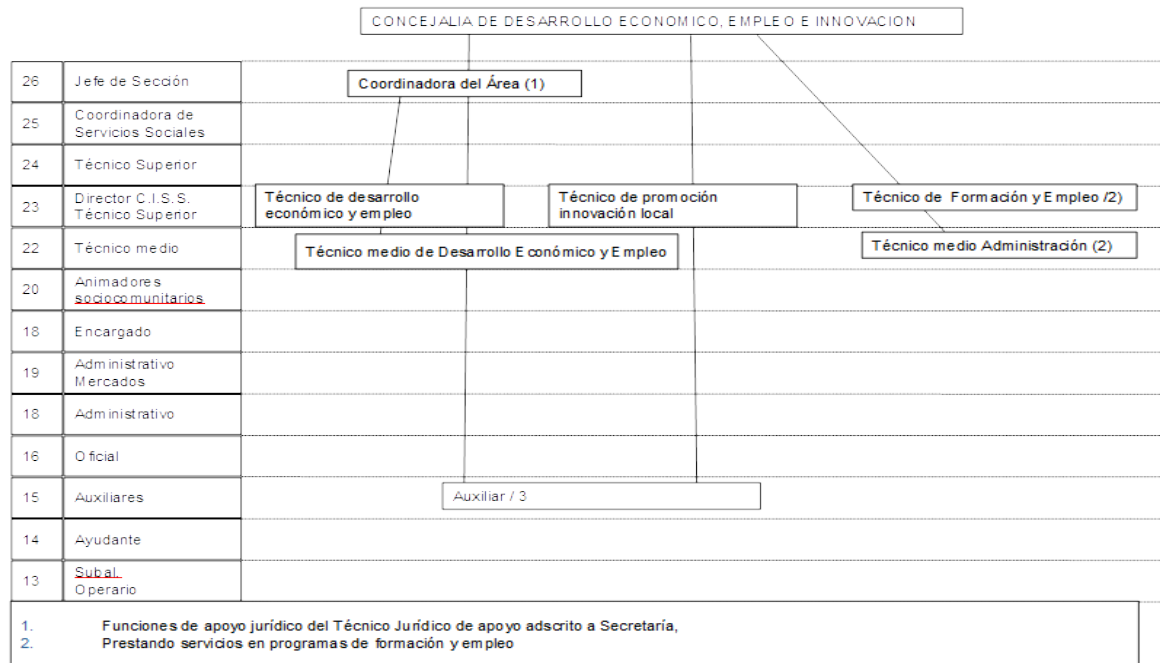 CONCEJALIA DE DESARROLLO ECONOMICO, EMPLEO E INNOVACION
26 Jefe de Sección
Coordinadora del Área (1)
25 Coordinadora de
Servicios Sociales
24 Técnico Superior
23 Director C.I.S.S.
Técnico Superior
Técnico de desarrollo
económico y empleo
Técnico de promoción
innovación local
Técnico de Formación y Empleo /2)
22 Técnico medio
Técnico medio de Desarrollo Económico y Empleo
Técnico medio Administración (2)
20 Animadores
sociocomunitarios
18 Encargado
19 Administrativo
Mercados
18 Administrativo
16 Oficial
15 Auxiliares
Auxiliar / 3
14 Ayudante
13 Subal.
Operario
1. Funciones de apoyo jurídico del Técnico Jurídico de apoyo adscrito a Secretaría,
2. Prestando servicios en programas de formación y empleo